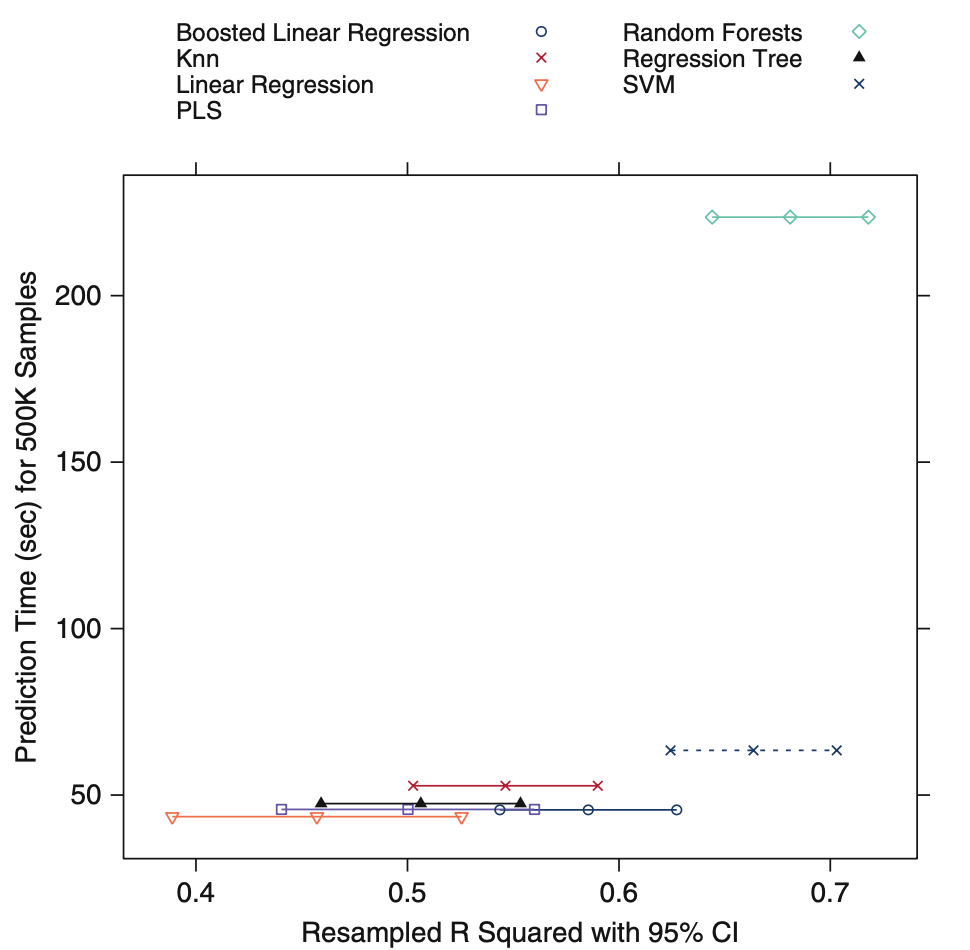 Boosted Linear Regression
Knn
Linear Regression
PLS
Random Forests
Regression Tree
SVM
Prediction Time (sec) for 500K Samples
200
150
100
50
0.4 0.5 0.6 0.7
Resampled R Squared with 95% CI